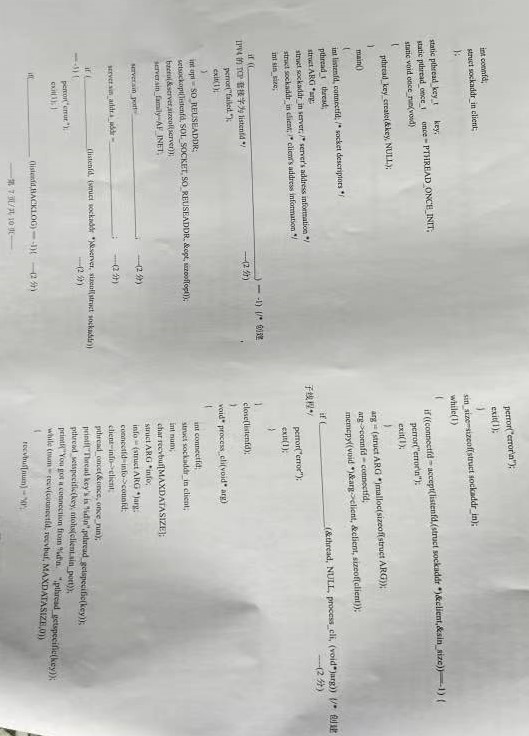 int connfd;
struct sockaddr_in client;
};
static pthread_key_t key;
static pthread_once_t once = PTHREAD_ONCE_INIT;
static void once_run(void)
{
pthread_key_create(&key, NULL);
}
main()
{
int listenfd, connectfd; /* socket descriptors */
pthread_t thread;
struct ARG *arg;
struct sockaddr_in server; /* server's address information */
struct sockaddr_in client; /* client's address information */
int sin_size;
if ((____________________) == -1) {/* 创建
IPV4 的 TCP 套接字为 listenfd */ ----(2 分)
perror("failed.");
exit(1);
}
int opt = SO_REUSEADDR;
setsockopt(listenfd, SOL_SOCKET, SO_REUSEADDR, &opt, sizeof(opt));
bzero(&server,sizeof(server));
server.sin_family=AF_INET;
server.sin_port=____________________; ----(2 分)
server.sin_addr.s_addr = ____________________; ----(2 分)
if (____________(listenfd, (struct sockaddr *)&server, sizeof(struct sockaddr))
== -1) { ----(2 分)
perror("error");
exit(1); }
if(____________________(listenfd,BACKLOG) == -1){ ----(2 分)
——第 7 页/共 10 页——
perror("error\n");
exit(1);
}
sin_size=sizeof(struct sockaddr_in);
while(1)
{
if ((connectfd = accept(listenfd,(struct sockaddr *)&client,&sin_size))==-1) {
perror("error\n");
exit(1);
}
arg = (struct ARG *)malloc(sizeof(struct ARG));
arg->connfd = connectfd;
memcpy((void *)&arg->client, &client, sizeof(client));
if (____________________(&thread, NULL, process_cli, (void*)arg)) {/* 创建
子线程*/ ----(2 分)
perror("error");
exit(1);
}
}
close(listenfd);
}
void* process_cli(void* arg)
{
int connectfd;
struct sockaddr_in client;
char recvbuf[MAXDATASIZE];
int num;
struct ARG *info;
info = (struct ARG *)arg;
connectfd=info->connfd;
client=info->client;
pthread_once(&once, once_run);
printf("Thread key's is %d\n",pthread_getspecific(key));
pthread_setspecific(key, ntohs(client.sin_port));
printf("You got a connection from %d\n. ",pthread_getspecific(key));
while (num = recv(connectfd, recvbuf, MAXDATASIZE,0))
{
recvbuf[num] = '\0';